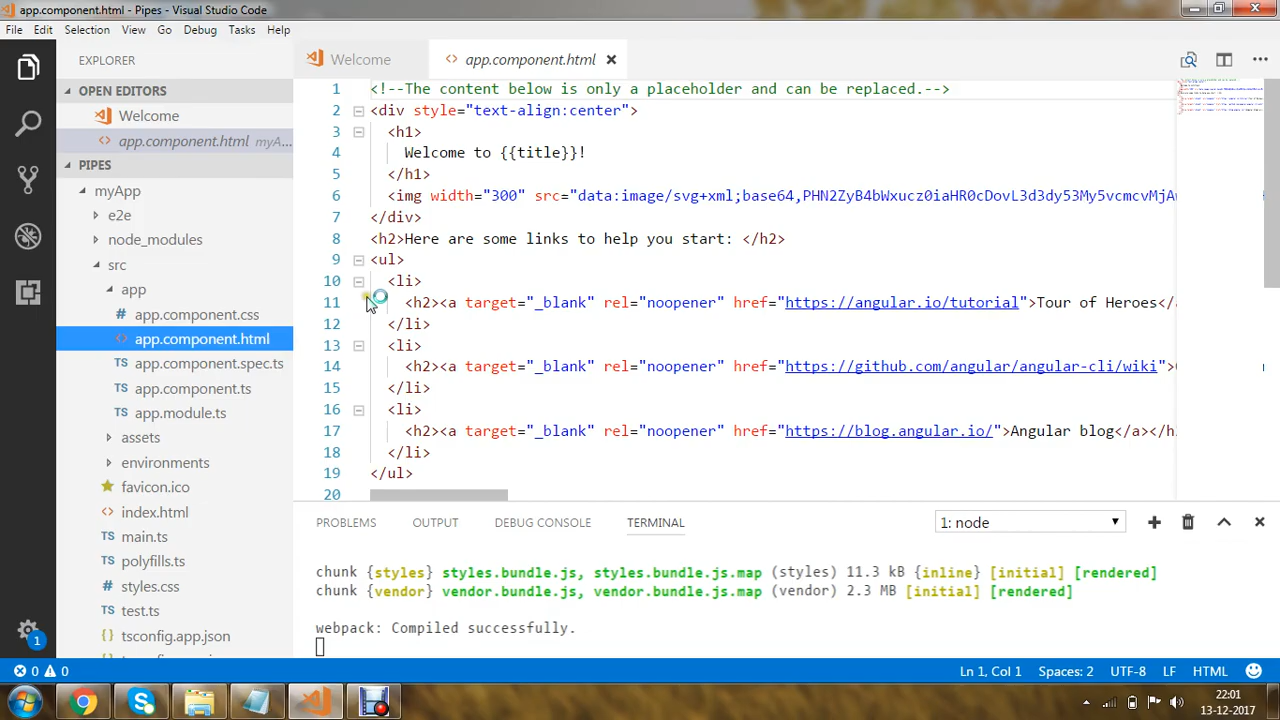 app.component.html - Pipes - Visual Studio Code
File Edit Selection View Go Debug Tasks Help
EXPLORER
OPEN EDITORS
Welcome
app.component.html myA...
PIPES
myApp
e2e
node_modules
src
app
app.component.css
app.component.html
TS app.component.spec.ts
TS app.component.ts
TS app.module.ts
assets
environments
favicon.ico
index.html
TS main.ts
TS polyfills.ts
styles.css
TS test.ts
tsconfig.app.json
1
Welcome app.component.html
1 <!--The content below is only a placeholder and can be replaced.-->
2 <div style="text-align:center">
3 <h1>
4 Welcome to {{title}}!
5 </h1>
6 <img width="300" src="data:image/svg+xml;base64,PHN2ZyB4bWxucz0iaHR0cDovL3d3dy53My5vcmcvMjAw
7 </div>
8 <h2>Here are some links to help you start: </h2>
9 <ul>
10 <li>
11 <h2><a target="_blank" rel="noopener" href="https://angular.io/tutorial">Tour of Heroes</a
12 </li>
13 <li>
14 <h2><a target="_blank" rel="noopener" href="https://github.com/angular/angular-cli/wiki">
15 </li>
16 <li>
17 <h2><a target="_blank" rel="noopener" href="https://blog.angular.io/">Angular blog</a></h
18 </li>
19 </ul>
20
PROBLEMS OUTPUT DEBUG CONSOLE TERMINAL 1: node
chunk {styles} styles.bundle.js, styles.bundle.js.map (styles) 11.3 kB {inline} [initial] [rendered]
chunk {vendor} vendor.bundle.js, vendor.bundle.js.map (vendor) 2.3 MB [initial] [rendered]
webpack: Compiled successfully.
0 0 Ln 1, Col 1 Spaces: 2 UTF-8 LF HTML
22:01
13-12-2017